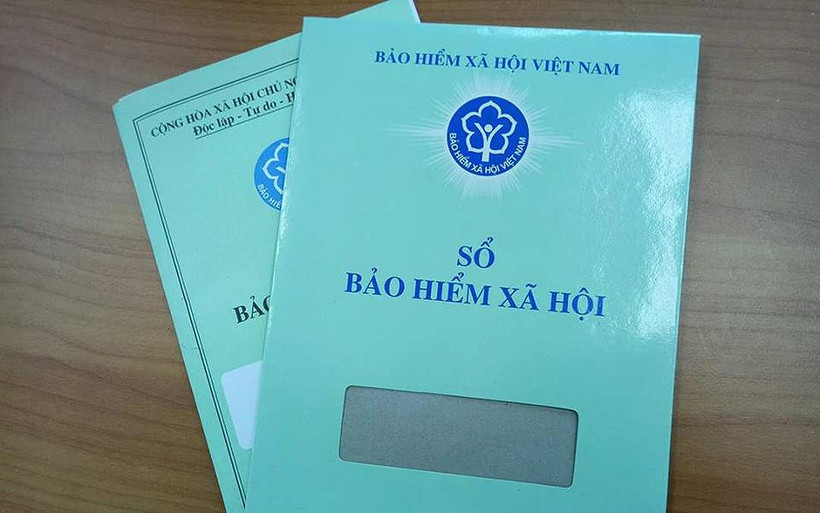 BẢO HIỂM XÃ HỘI VIỆT NAM
BẢO HIỂM XÃ HỘI VIỆT NAM
SỔ
BẢO HIỂM XÃ HỘI
CỘNG HÒA XÃ HỘI CHỦ
Độc lập - Tự do -
BẢO